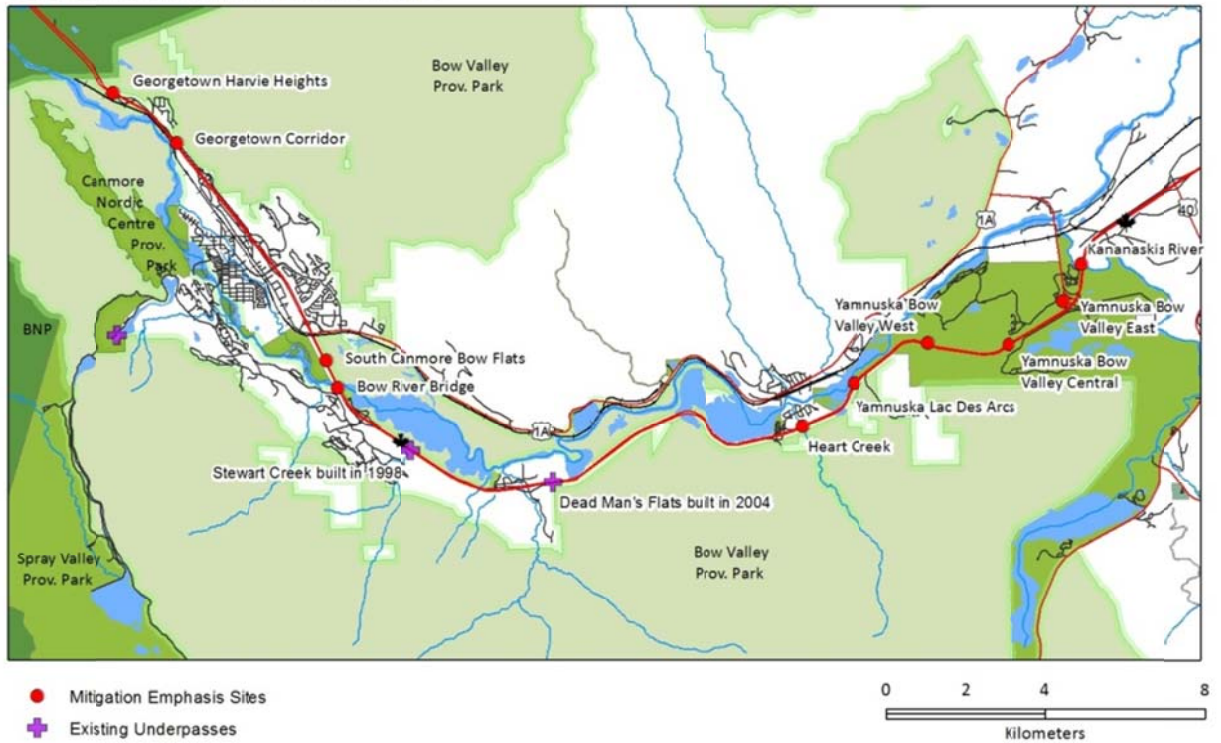 Georgetown Harvie Heights
Bow Valley
Prov. Park
Georgetown Corridor
Canmore
Nordic
Centre
Prov.
Park
1A
40
Kananaskis River
Yamnuska Bow
Valley West
Yamnuska Bow
Valley East
BNP
South Canmore Bow Flats
Yamnuska Bow
Valley Central
Bow River Bridge
Yamnuska Lac Des Arcs
1A
Heart Creek
Stewart Creek built in 1998
Dead Man's Flats built in 2004
Spray Valley
Prov. Park
Bow Valley
Prov. Park
Mitigation Emphasis Sites
Existing Underpasses
0 2 4 8
Kilometers